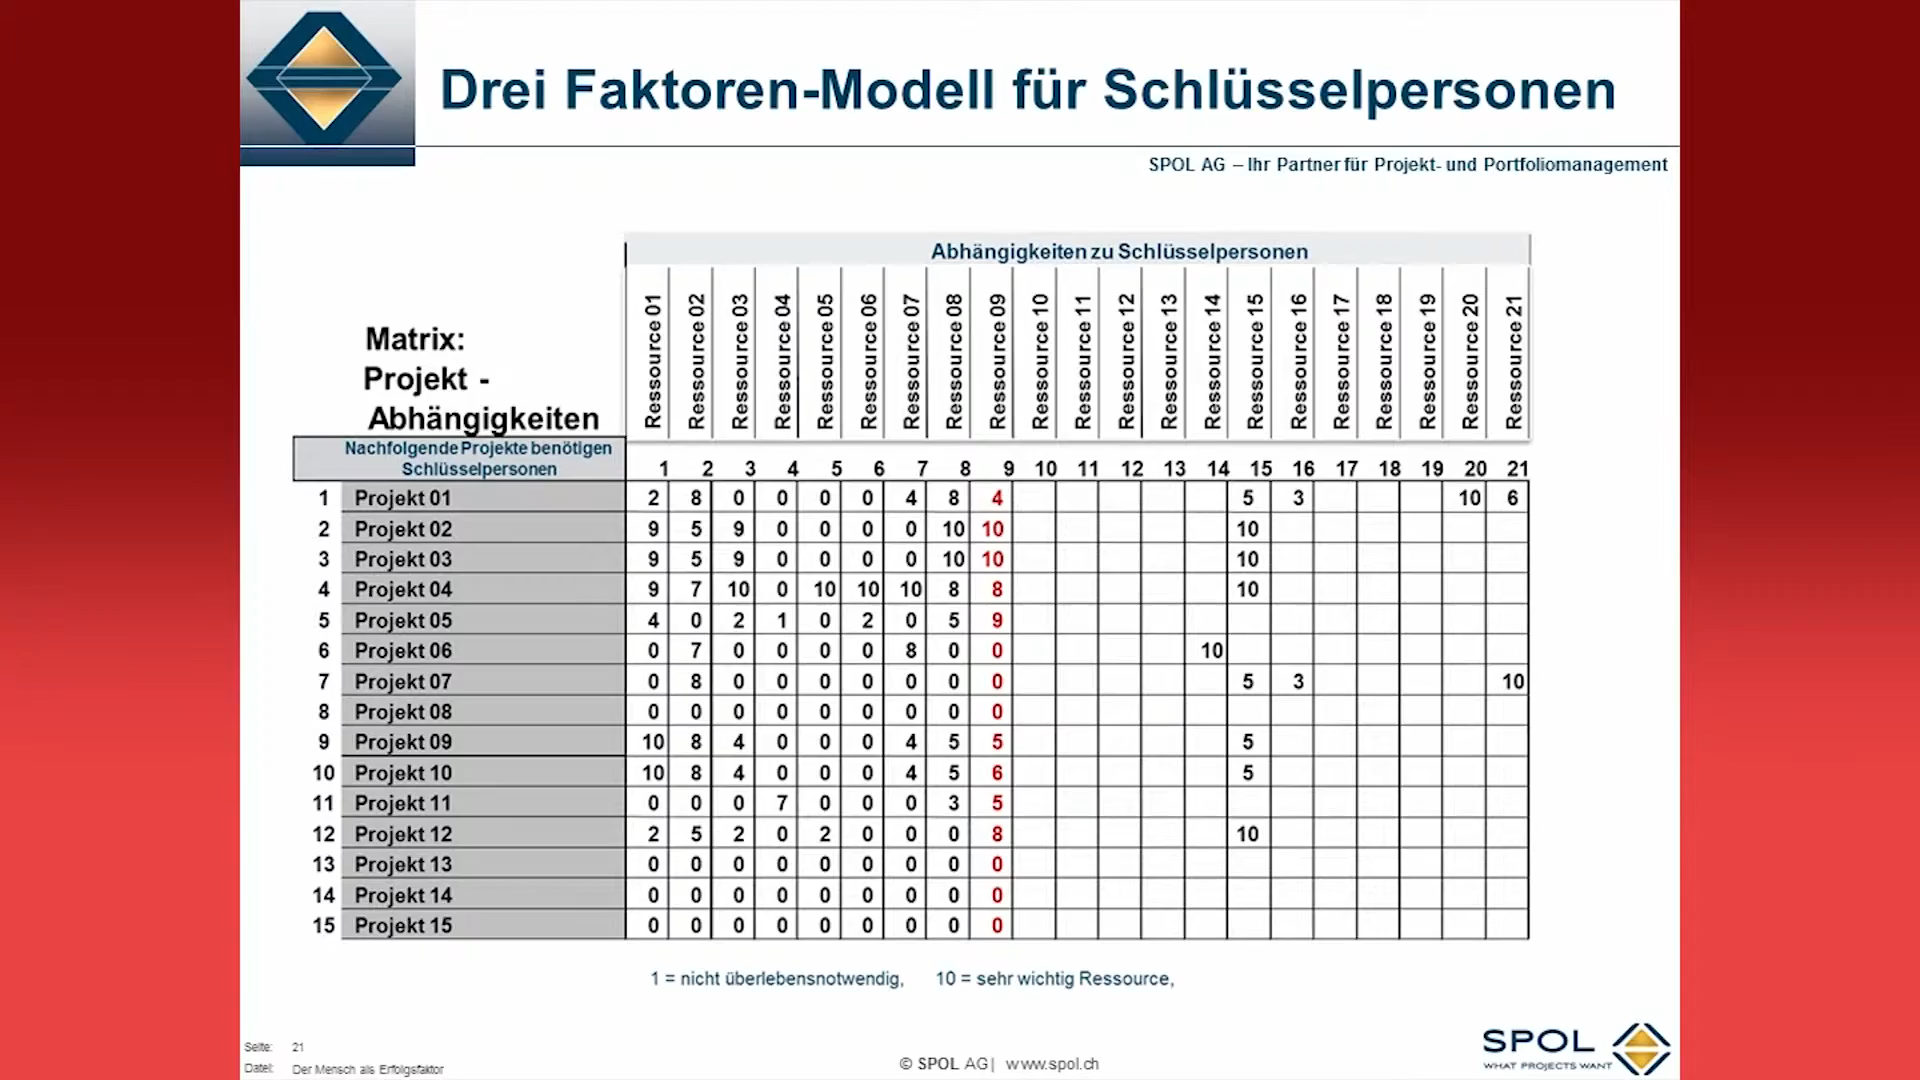 Drei Faktoren-Modell für Schlüsselpersonen
SPOL AG – Ihr Partner für Projekt- und Portfoliomanagement
Abhängigkeiten zu Schlüsselpersonen
Matrix:
Projekt -
Abhängigkeiten
Ressource 01 Ressource 02 Ressource 03 Ressource 04 Ressource 05 Ressource 06 Ressource 07 Ressource 08 Ressource 09 Ressource 10 Ressource 11 Ressource 12 Ressource 13 Ressource 14 Ressource 15 Ressource 16 Ressource 17 Ressource 18 Ressource 19 Ressource 20 Ressource 21
Nachfolgende Projekte benötigen
Schlüsselpersonen
1 2 3 4 5 6 7 8 9 10 11 12 13 14 15 16 17 18 19 20 21
1 Projekt 01 2 8 0 0 0 0 4 8 4 5 3 10 6
2 Projekt 02 9 5 9 0 0 0 0 10 10 10
3 Projekt 03 9 5 9 0 0 0 0 10 10 10
4 Projekt 04 9 7 10 0 10 10 10 8 8 10
5 Projekt 05 4 0 2 1 0 2 0 5 9
6 Projekt 06 0 7 0 0 0 0 8 0 0 10
7 Projekt 07 0 8 0 0 0 0 0 0 0 5 3 10
8 Projekt 08 0 0 0 0 0 0 0 0 0
9 Projekt 09 10 8 4 0 0 0 4 5 5 5
10 Projekt 10 10 8 4 0 0 0 4 5 6 5
11 Projekt 11 0 0 0 7 0 0 0 3 5
12 Projekt 12 2 5 2 0 2 0 0 0 8 10
13 Projekt 13 0 0 0 0 0 0 0 0 0
14 Projekt 14 0 0 0 0 0 0 0 0 0
15 Projekt 15 0 0 0 0 0 0 0 0 0
1 = nicht überlebensnotwendig, 10 = sehr wichtig Ressource,
Seite: 21
Datei: Der Mensch als Erfolgsfaktor
© SPOL AG | www.spol.ch
SPOL
WHAT PROJECTS WANT